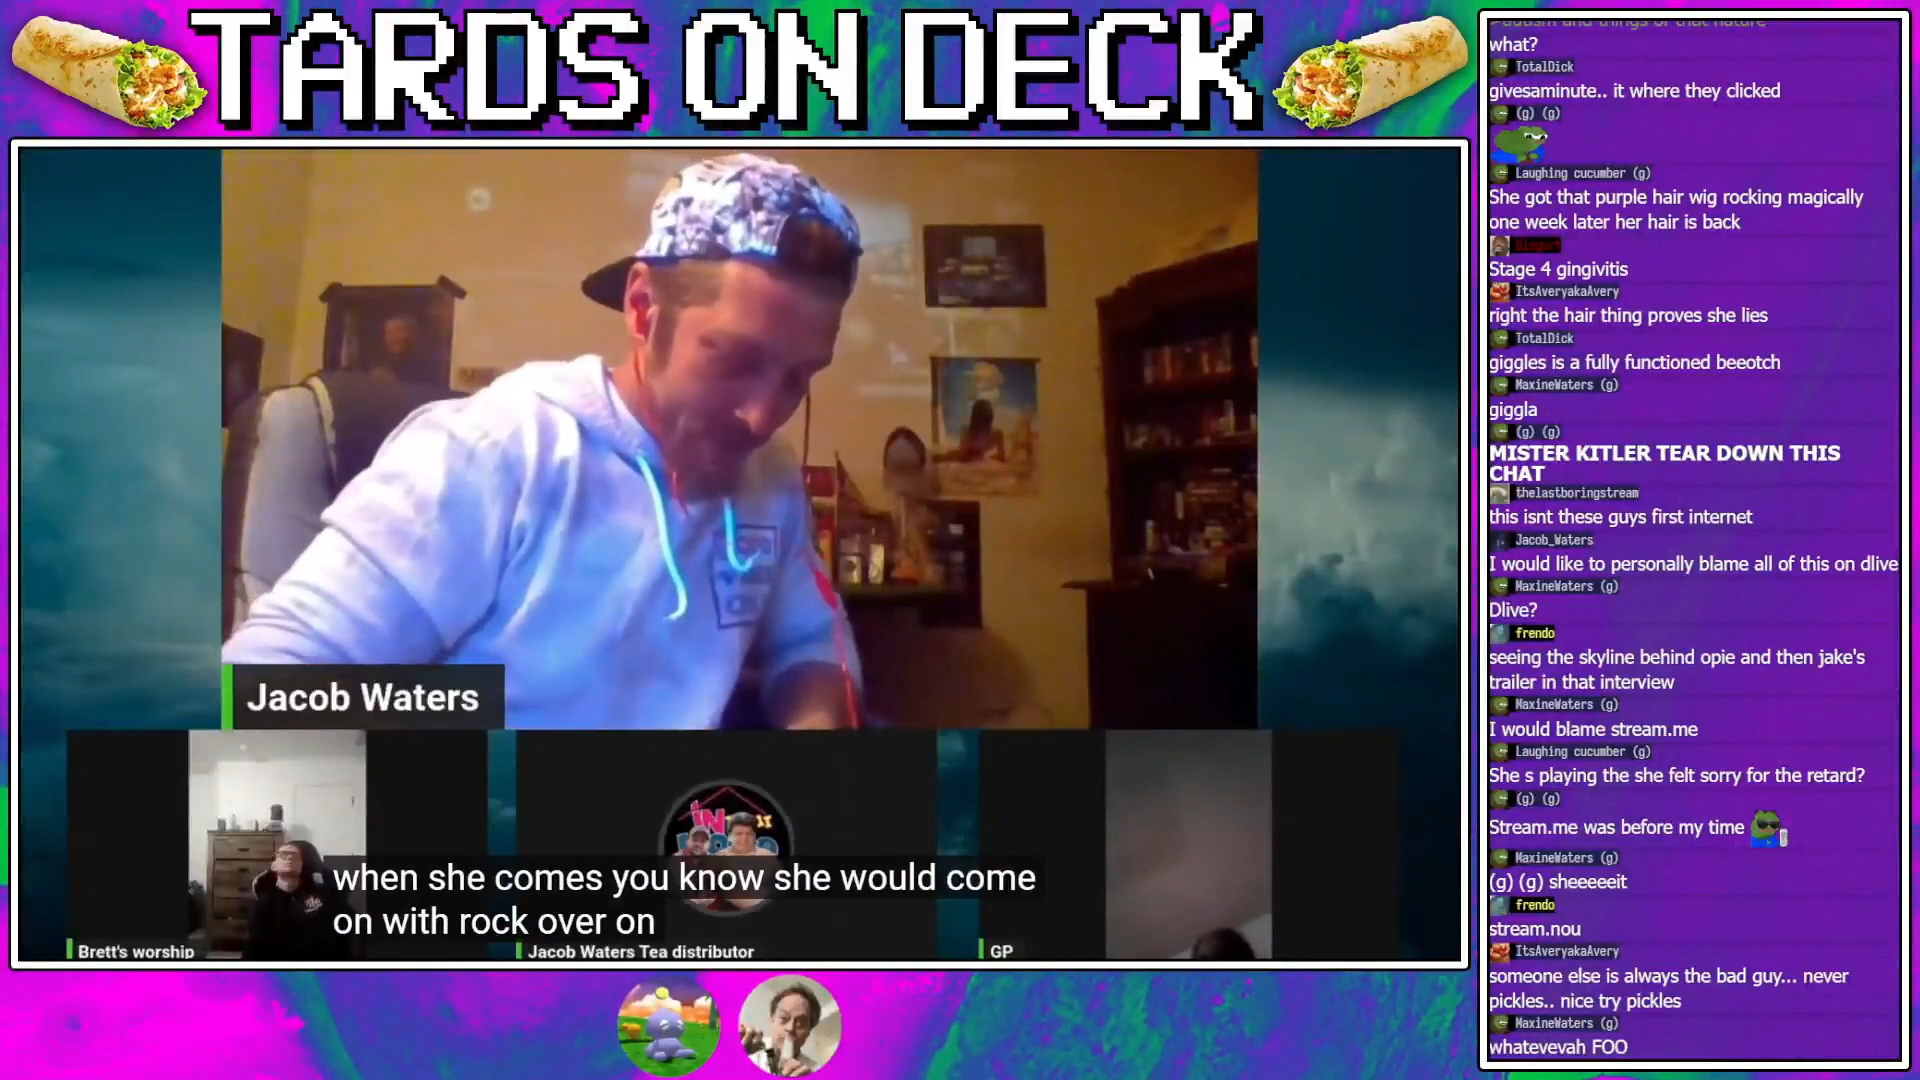 TARDS ON DECK
Jacob Waters
when she comes you know she would come
on with rock over on
Brett's worship
Jacob Waters Tea distributor
GP
what?
TotalDick
givesaminute.. it where they clicked
(g) (g)
Laughing cucumber (g)
She got that purple hair wig rocking magically
one week later her hair is back
Stage 4 gingivitis
ItsAveryakaAvery
right the hair thing proves she lies
TotalDick
giggles is a fully functioned beeotch
MaxineWaters (g)
giggla
(g) (g)
MISTER KITLER TEAR DOWN THIS
CHAT
thelastboringstream
this isnt these guys first internet
Jacob_Waters
I would like to personally blame all of this on dlive
MaxineWaters (g)
Dlive?
frendo
seeing the skyline behind opie and then jake's
trailer in that interview
MaxineWaters (g)
I would blame stream.me
Laughing cucumber (g)
She s playing the she felt sorry for the retard?
(g) (g)
Stream.me was before my time
MaxineWaters (g)
(g) (g) sheeeeeit
frendo
stream.nou
ItsAveryakaAvery
someone else is always the bad guy... never
pickles.. nice try pickles
MaxineWaters (g)
whatevevah FOO